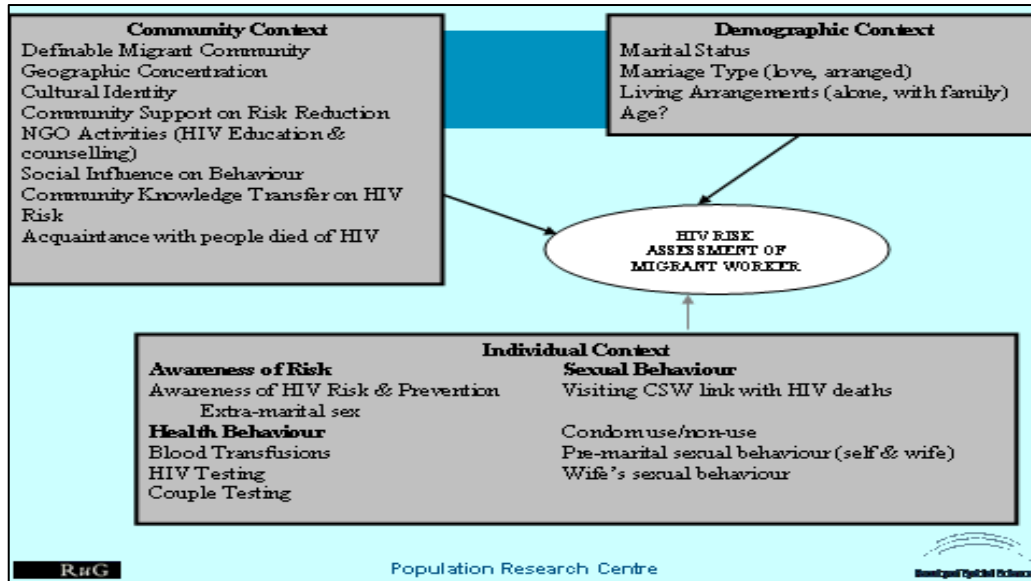 Community Context
Definable Migrant Community
Geographic Concentration
Cultural Identity
Community Support on Risk Reduction
NGO Activities (HIV Education &
counselling)
Social Influence on Behaviour
Community Knowledge Transfer on HIV
Risk
Acquaintance with people died of HIV
Demographic Context
Marital Status
Marriage Type (love, arranged)
Living Arrangements (alone, with family)
Age?
HIV RISK
ASSESSMENT OF
MIGRANT WORKER
Individual Context
Awareness of Risk
Awareness of HIV Risk & Prevention
Extra-marital sex
Health Behaviour
Blood Transfusions
HIV Testing
Couple Testing
Sexual Behaviour
Visiting CSW link with HIV deaths
Condom use/non-use
Pre-marital sexual behaviour (self & wife)
Wife's sexual behaviour
RuG
Population Research Centre